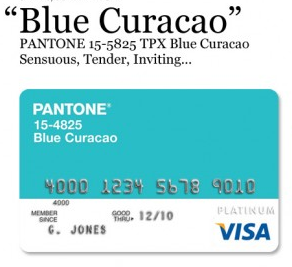 “Blue Curacao”
PANTONE 15-5825 TPX Blue Curacao
Sensuous, Tender, Inviting...
PANTONE®
15-4825
Blue Curacao
4000 1234 5678 9010
4000
MEMBER SINCE GOOD THRU▸ 12/10 PLATINUM
G. JONES VISA